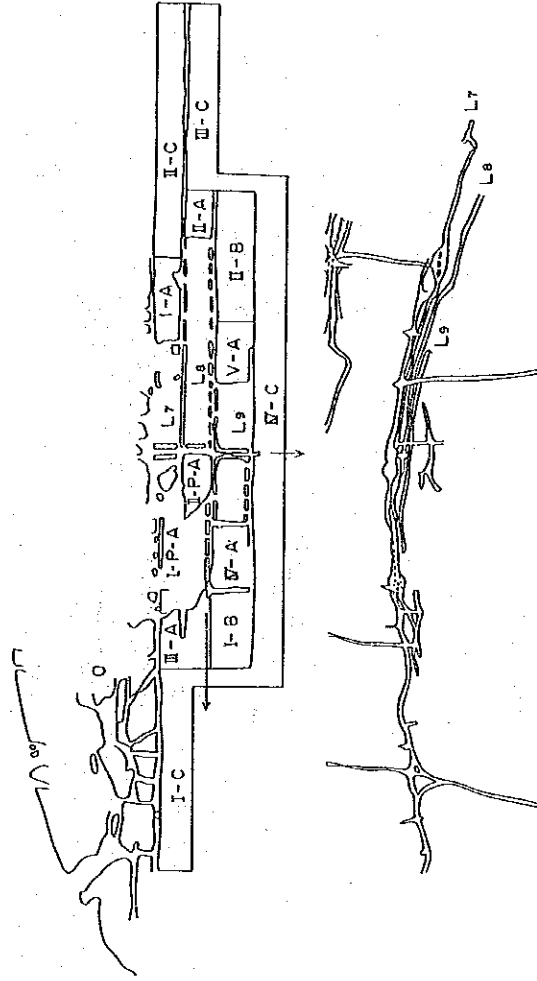 I-C
III-A
I-P-A
L7
I-A
II-C
II-P-A
L8
II-A
III-C
I-B
IV-A
L9
V-A
II-B
IV-C
L7
L8
L9